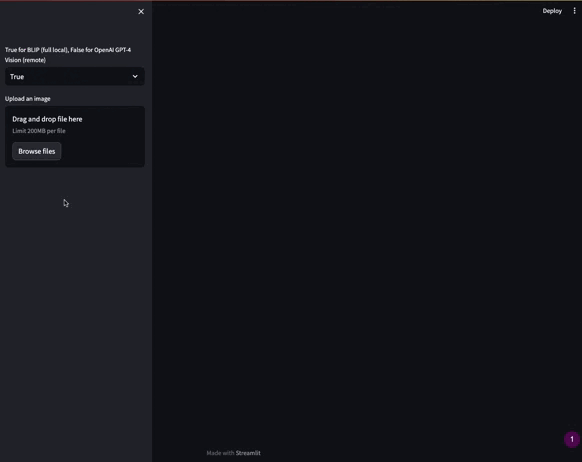 Deploy
True for BLIP (full local), False for OpenAI GPT-4
Vision (remote)
True
Upload an image
Drag and drop file here
Limit 200MB per file
Browse files
Made with Streamlit
1